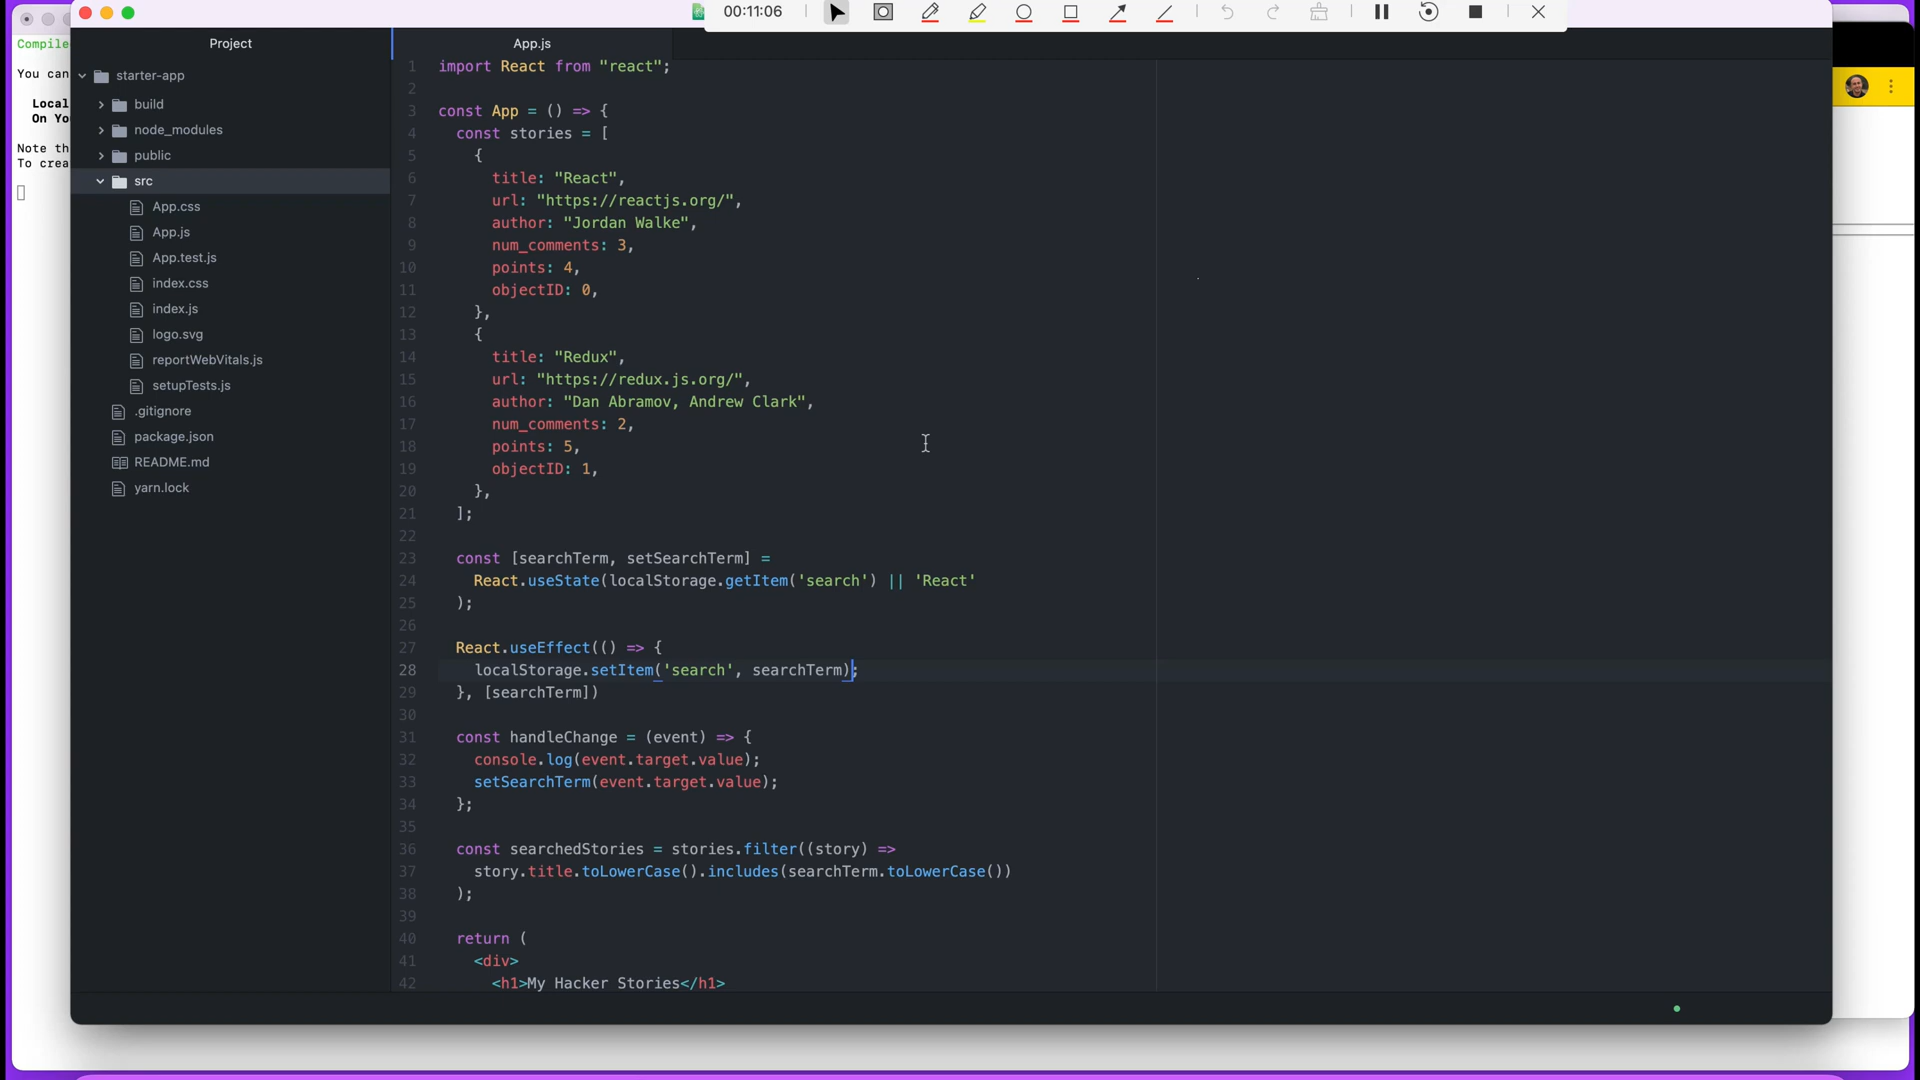 00:11:06
Compile
You can
Local
On Yo
Note th
To crea
Project
starter-app
build
node_modules
public
src
App.css
App.js
App.test.js
index.css
index.js
logo.svg
reportWebVitals.js
setupTests.js
.gitignore
package.json
README.md
yarn.lock
App.js
1 import React from "react";
2
3 const App = () => {
4 const stories = [
5 {
6 title: "React",
7 url: "https://reactjs.org/",
8 author: "Jordan Walke",
9 num_comments: 3,
10 points: 4,
11 objectID: 0,
12 },
13 {
14 title: "Redux",
15 url: "https://redux.js.org/",
16 author: "Dan Abramov, Andrew Clark",
17 num_comments: 2,
18 points: 5,
19 objectID: 1,
20 },
21 ];
22
23 const [searchTerm, setSearchTerm] =
24 React.useState(localStorage.getItem('search') || 'React'
25 );
26
27 React.useEffect(() => {
28 localStorage.setItem('search', searchTerm);
29 }, [searchTerm])
30
31 const handleChange = (event) => {
32 console.log(event.target.value);
33 setSearchTerm(event.target.value);
34 };
35
36 const searchedStories = stories.filter((story) =>
37 story.title.toLowerCase().includes(searchTerm.toLowerCase())
38 );
39
40 return (
41 <div>
42 <h1>My Hacker Stories</h1>